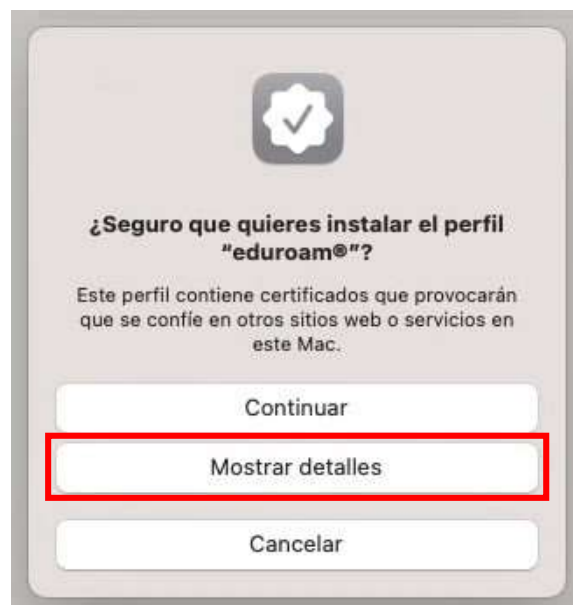 ¿Seguro que quieres instalar el perfil
“eduroam®”?
Este perfil contiene certificados que provocarán
que se confíe en otros sitios web o servicios en
este Mac.
Continuar
Mostrar detalles
Cancelar